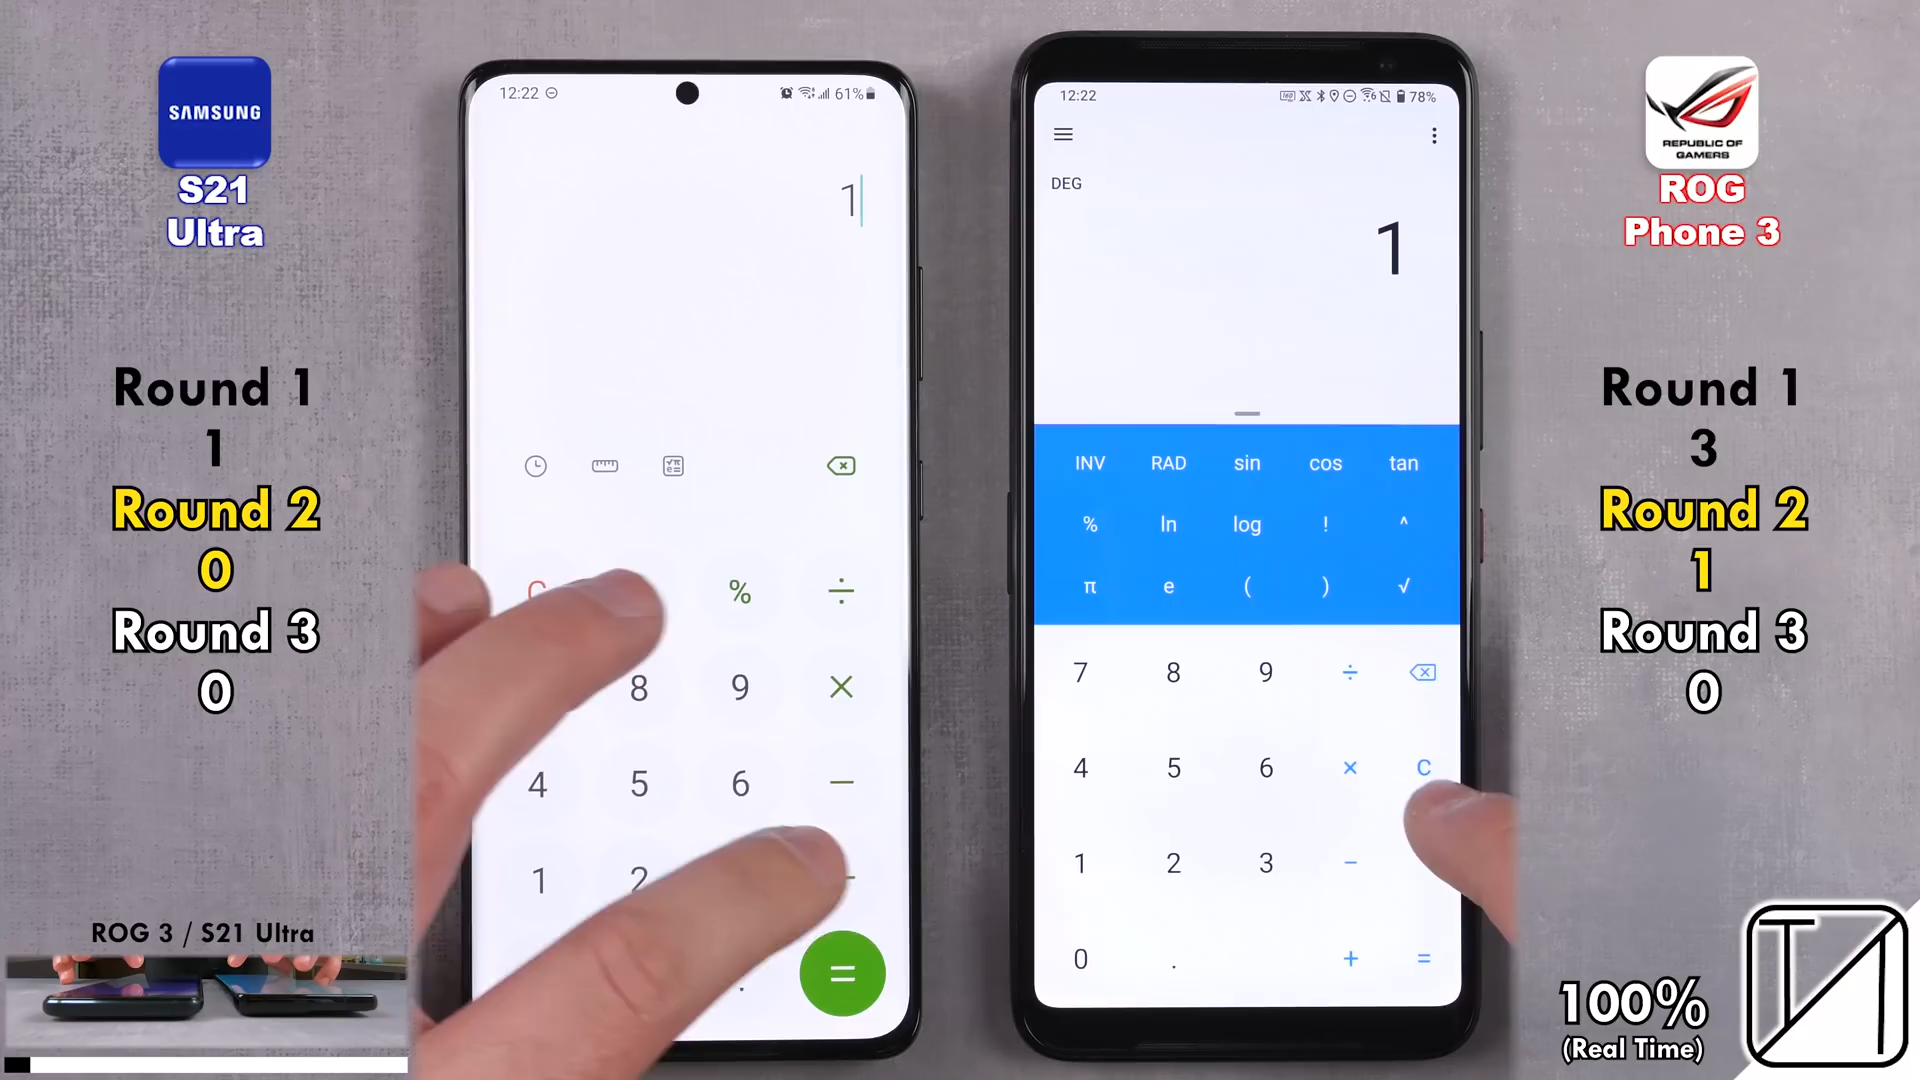 SAMSUNG
S21
Ultra
Round 1
1
Round 2
0
Round 3
0
ROG 3 / S21 Ultra
12:22
61%
1
C
%
÷
8
9
×
4
5
6
−
1
2
.
=
12:22
78%
DEG
1
INV
RAD
sin
cos
tan
%
ln
log
!
^
π
e
(
)
√
7
8
9
÷
4
5
6
×
C
1
2
3
−
0
.
+
=
REPUBLIC OF
GAMERS
ROG
Phone 3
Round 1
3
Round 2
1
Round 3
0
100%
(Real Time)